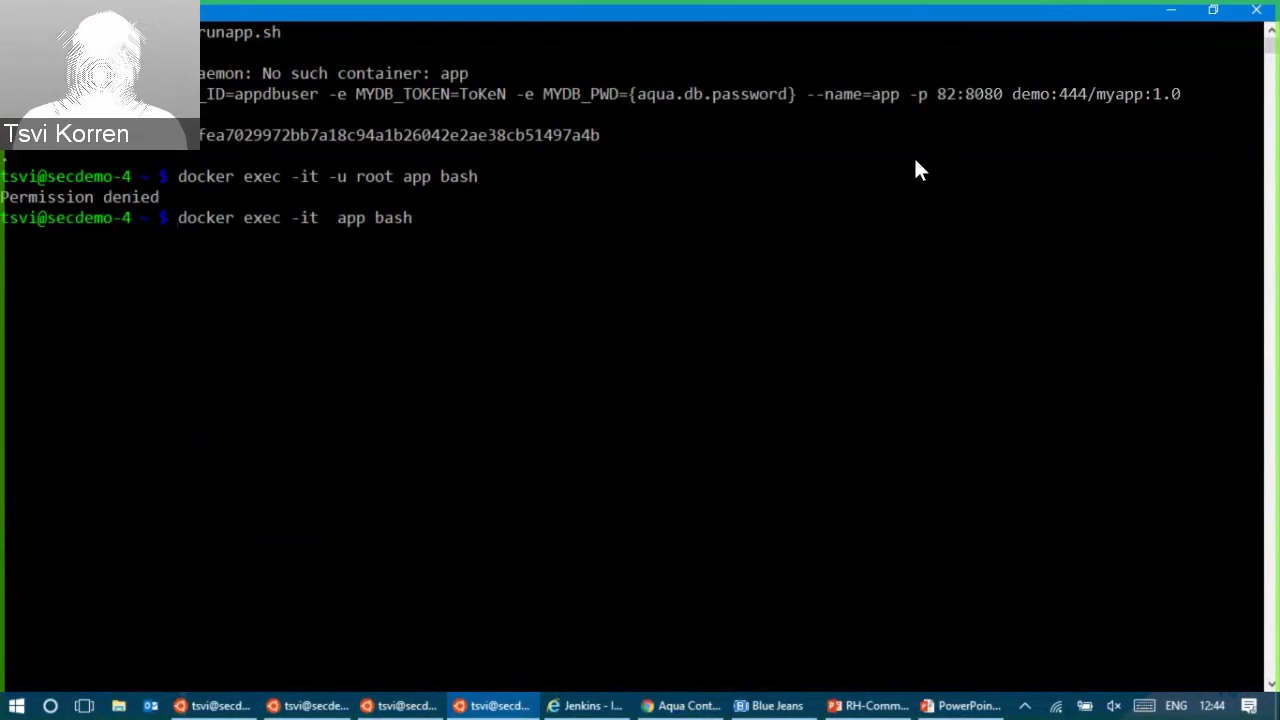 runapp.sh
aemon: No such container: app
_ID=appdbuser -e MYDB_TOKEN=ToKeN -e MYDB_PWD={aqua.db.password} --name=app -p 82:8080 demo:444/myapp:1.0
fea7029972bb7a18c94a1b26042e2ae38cb51497a4b
Tsvi Korren
.
tsvi@secdemo-4 ~ $ docker exec -it -u root app bash
Permission denied
tsvi@secdemo-4 ~ $ docker exec -it  app bash
tsvi@secd... tsvi@secde... tsvi@secd... tsvi@secd... Jenkins - I... Aqua Cont... Blue Jeans RH-Comm... PowerPoin... ENG 12:44